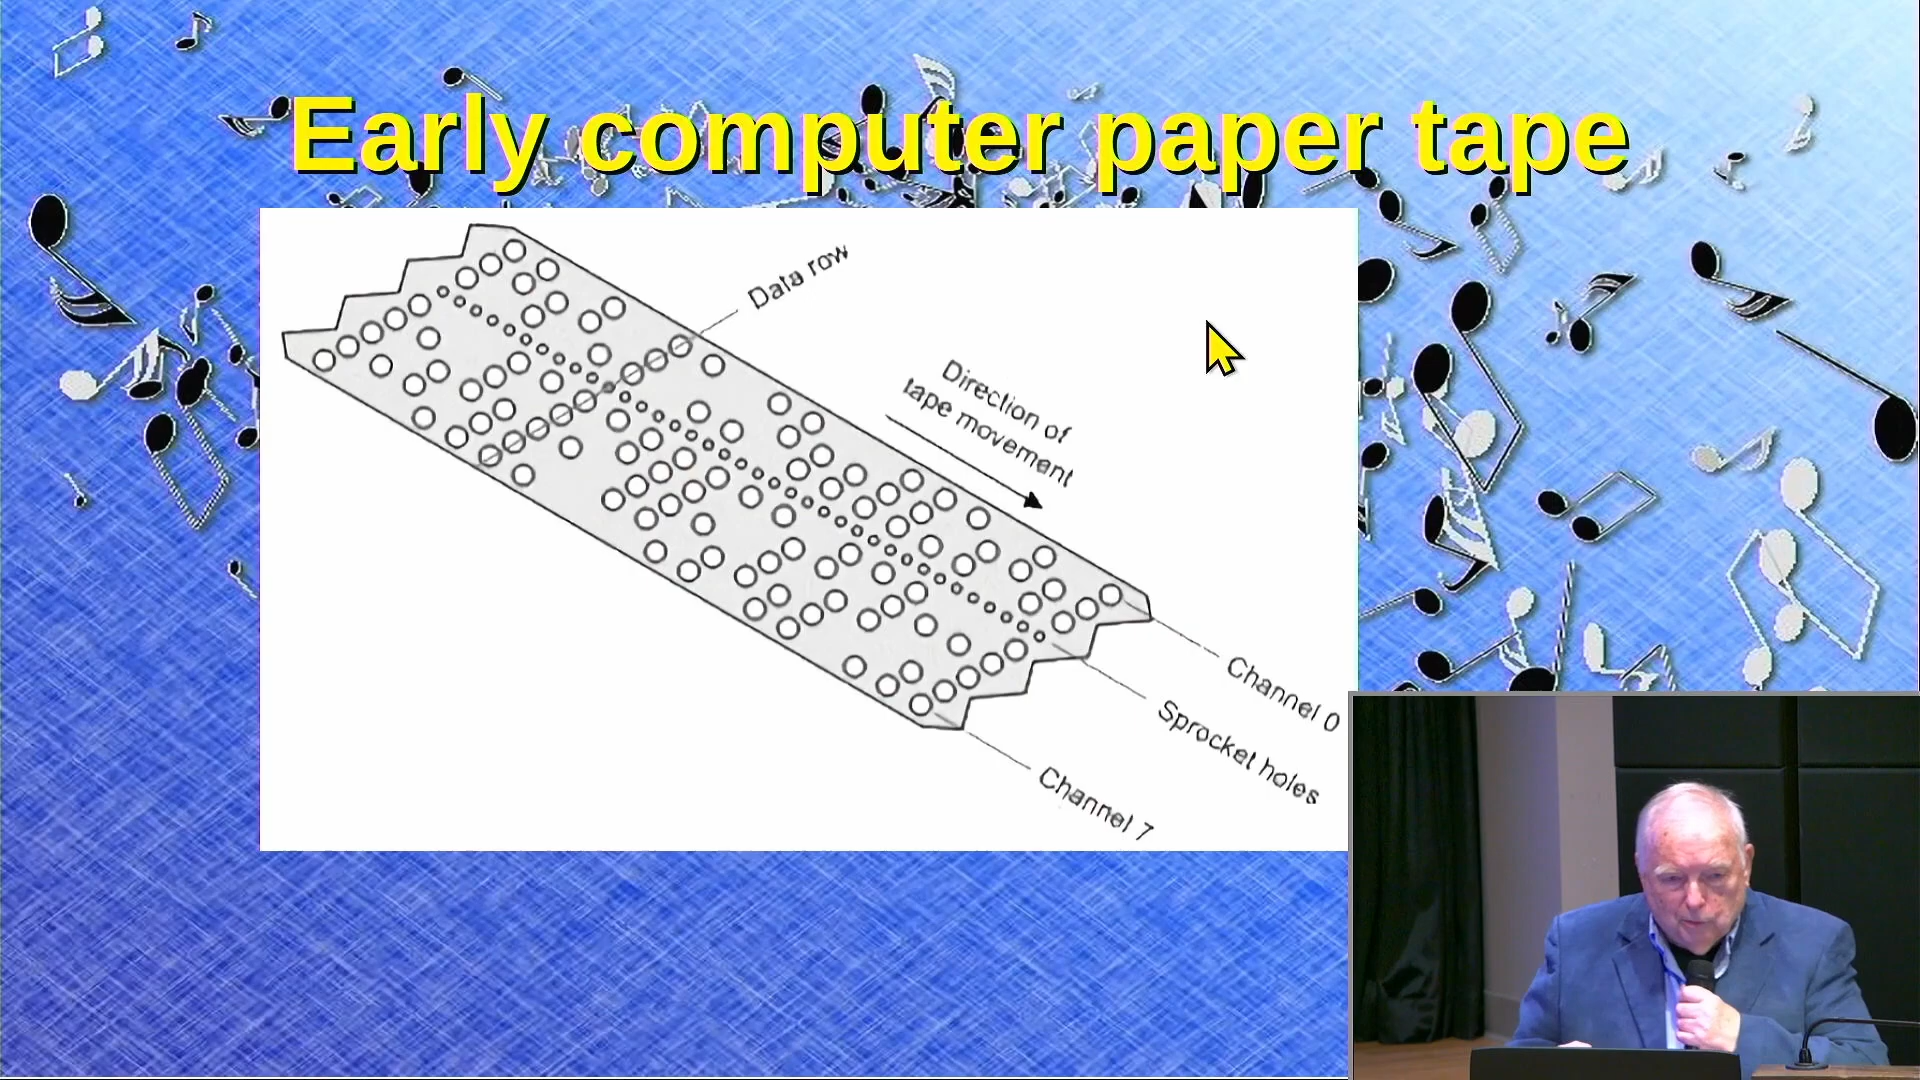 Early computer paper tape
Data row
Direction of
tape movement
Channel 0
Sprocket holes
Channel 7